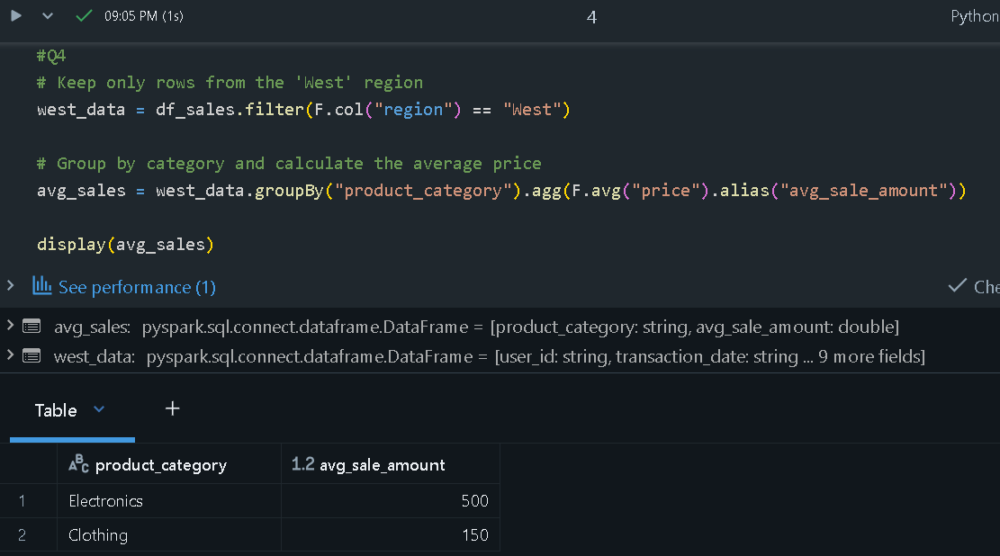 09:05 PM (1s)
4
Python
#Q4
# Keep only rows from the 'West' region
west_data = df_sales.filter(F.col("region") == "West")
# Group by category and calculate the average price
avg_sales = west_data.groupBy("product_category").agg(F.avg("price").alias("avg_sale_amount"))
display(avg_sales)
See performance (1)
Che
avg_sales: pyspark.sql.connect.dataframe.DataFrame = [product_category: string, avg_sale_amount: double]
west_data: pyspark.sql.connect.dataframe.DataFrame = [user_id: string, transaction_date: string ... 9 more fields]
Table
+
ABC product_category
1.2 avg_sale_amount
1 Electronics 500
2 Clothing 150